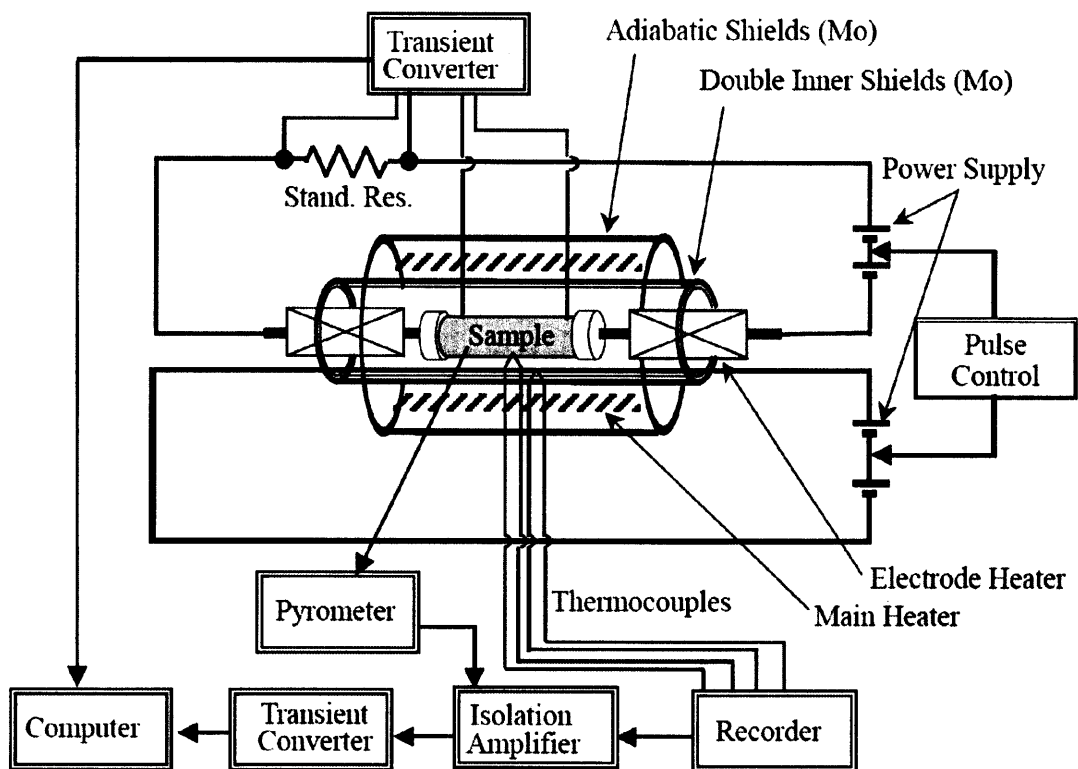 Transient
Converter
Adiabatic Shields (Mo)
Double Inner Shields (Mo)
Stand. Res.
Power Supply
Sample
Pulse
Control
Electrode Heater
Main Heater
Thermocouples
Pyrometer
Computer
Transient
Converter
Isolation
Amplifier
Recorder